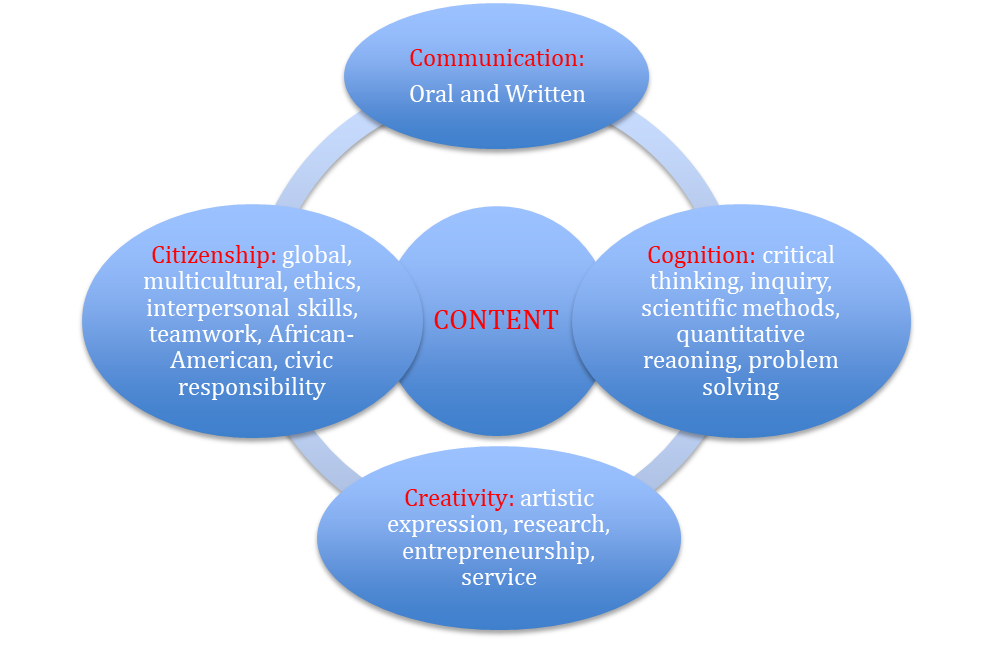 Communication:
Oral and Written
Citizenship: global,
multicultural, ethics,
interpersonal skills,
teamwork, African-
American, civic
responsibility
CONTENT
Cognition: critical
thinking, inquiry,
scientific methods,
quantitative
reaoning, problem
solving
Creativity: artistic
expression, research,
entrepreneurship,
service